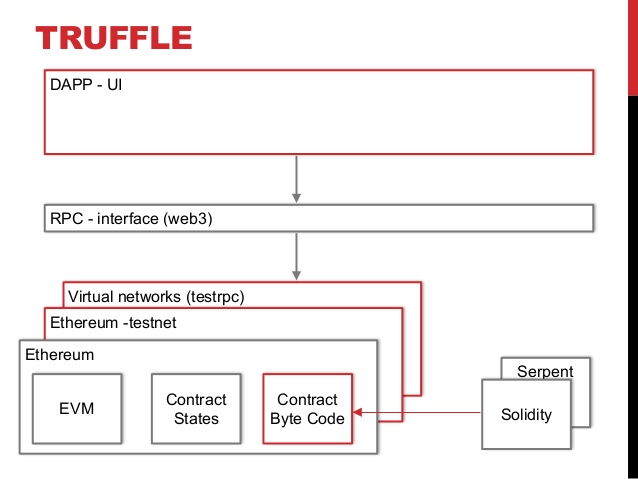 TRUFFLE
DAPP - UI
RPC - interface (web3)
Virtual networks (testrpc)
Ethereum -testnet
Ethereum
EVM
Contract
States
Contract
Byte Code
Serpent
Solidity